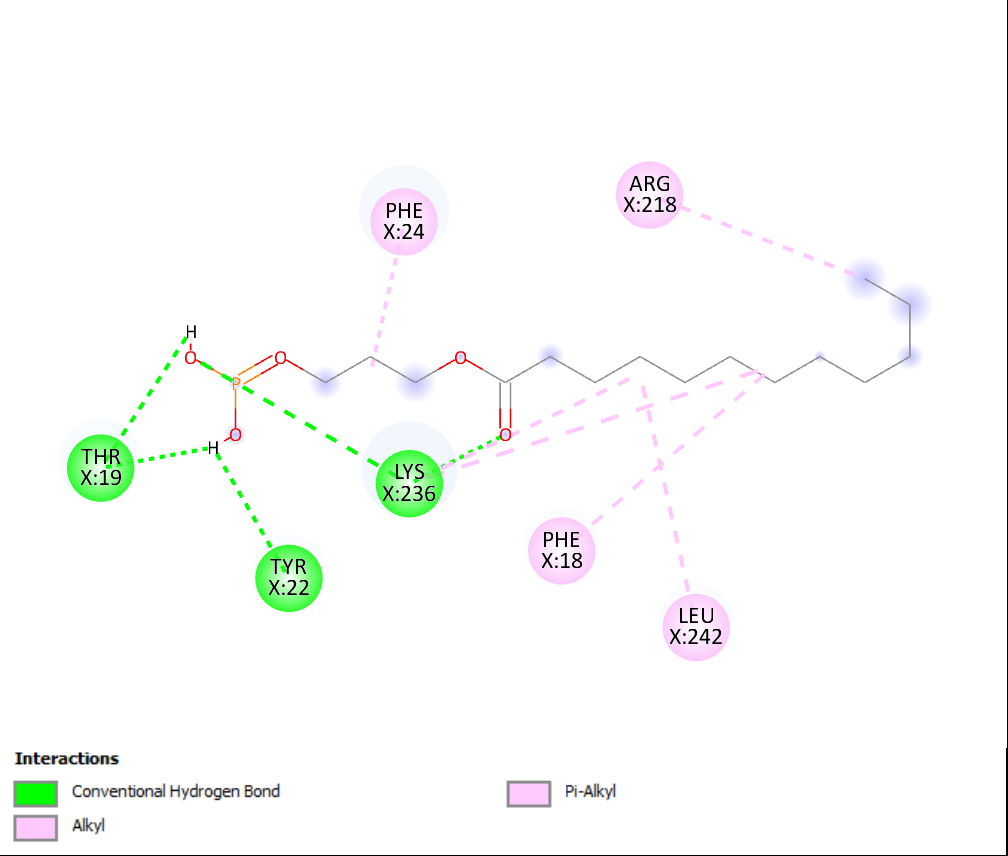 ARG
X:218
PHE
X:24
H
O
O
O
P
O
O
H
THR
X:19
LYS
X:236
PHE
X:18
TYR
X:22
LEU
X:242
Interactions
Conventional Hydrogen Bond
Pi-Alkyl
Alkyl